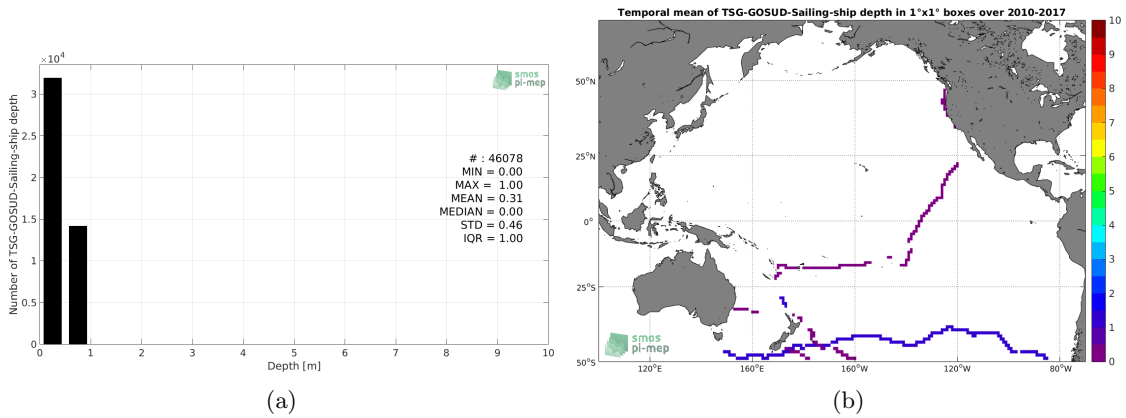 ×10⁴
3
2.5
2
1.5
1
0.5
0
Number of TSG-GOSUD-Sailing-ship depth
smos
pi-mep
# : 46078
MIN = 0.00
MAX = 1.00
MEAN = 0.31
MEDIAN = 0.00
STD = 0.46
IQR = 1.00
0 1 2 3 4 5 6 7 8 9 10
Depth [m]
(a)
Temporal mean of TSG-GOSUD-Sailing-ship depth in 1°x1° boxes over 2010-2017
50°N
25°N
0°
25°S
50°S
smos
pi-mep
120°E 160°E 160°W 120°W 80°W
10
9
8
7
6
5
4
3
2
1
0
(b)